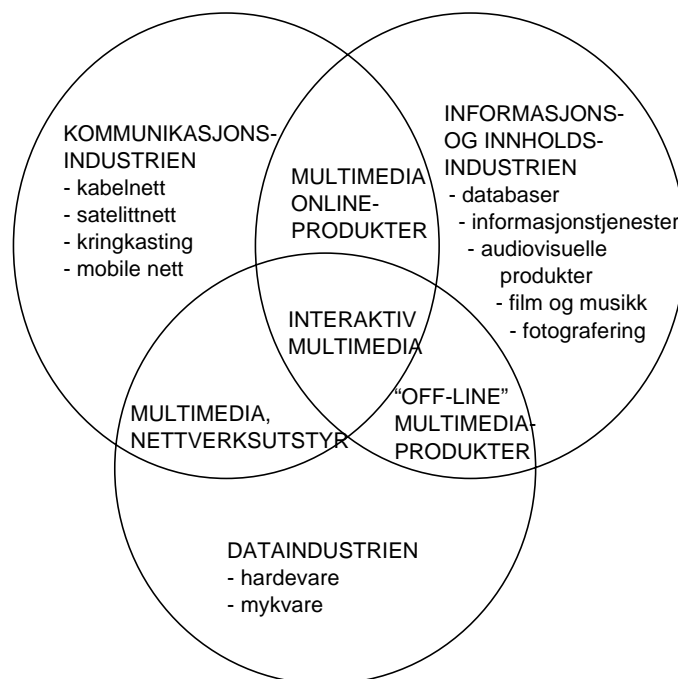 KOMMUNIKASJONS-
INDUSTRIEN
- kabelnett
- satelittnett
- kringkasting
- mobile nett
INFORMASJONS-
OG INNHOLDS-
INDUSTRIEN
- databaser
- informasjonstjenester
- audiovisuelle
produkter
- film og musikk
- fotografering
MULTIMEDIA
ONLINE-
PRODUKTER
INTERAKTIV
MULTIMEDIA
MULTIMEDIA,
NETTVERKSUTSTYR
“OFF-LINE”
MULTIMEDIA-
PRODUKTER
DATAINDUSTRIEN
- hardevare
- mykvare